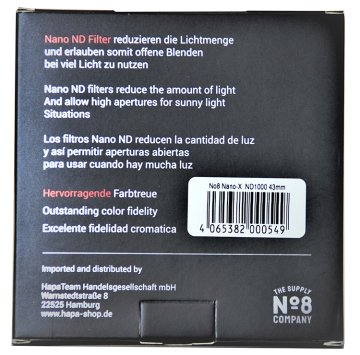 Nano ND Filter reduzieren die Lichtmenge
und erlauben somit offene Blenden
bei viel Licht zu nutzen
Nano ND filters reduce the amount of light
And allow high apertures for sunny light
Situations
Los filtros Nano ND reducen la cantidad de luz
y así permitir aperturas abiertas
para usar cuando hay mucha luz
Hervorragende Farbtreue
Outstanding color fidelity
Excelente fidelidad cromatica
No8 Nano-X ND1000 43mm
4 065382 000549
Imported and distributed by
HapaTeam Handelsgesellschaft mbH
Warnstedtstraße 8
22525 Hamburg
www.hapa-shop.de
THE SUPPLY
Nº8
COMPANY